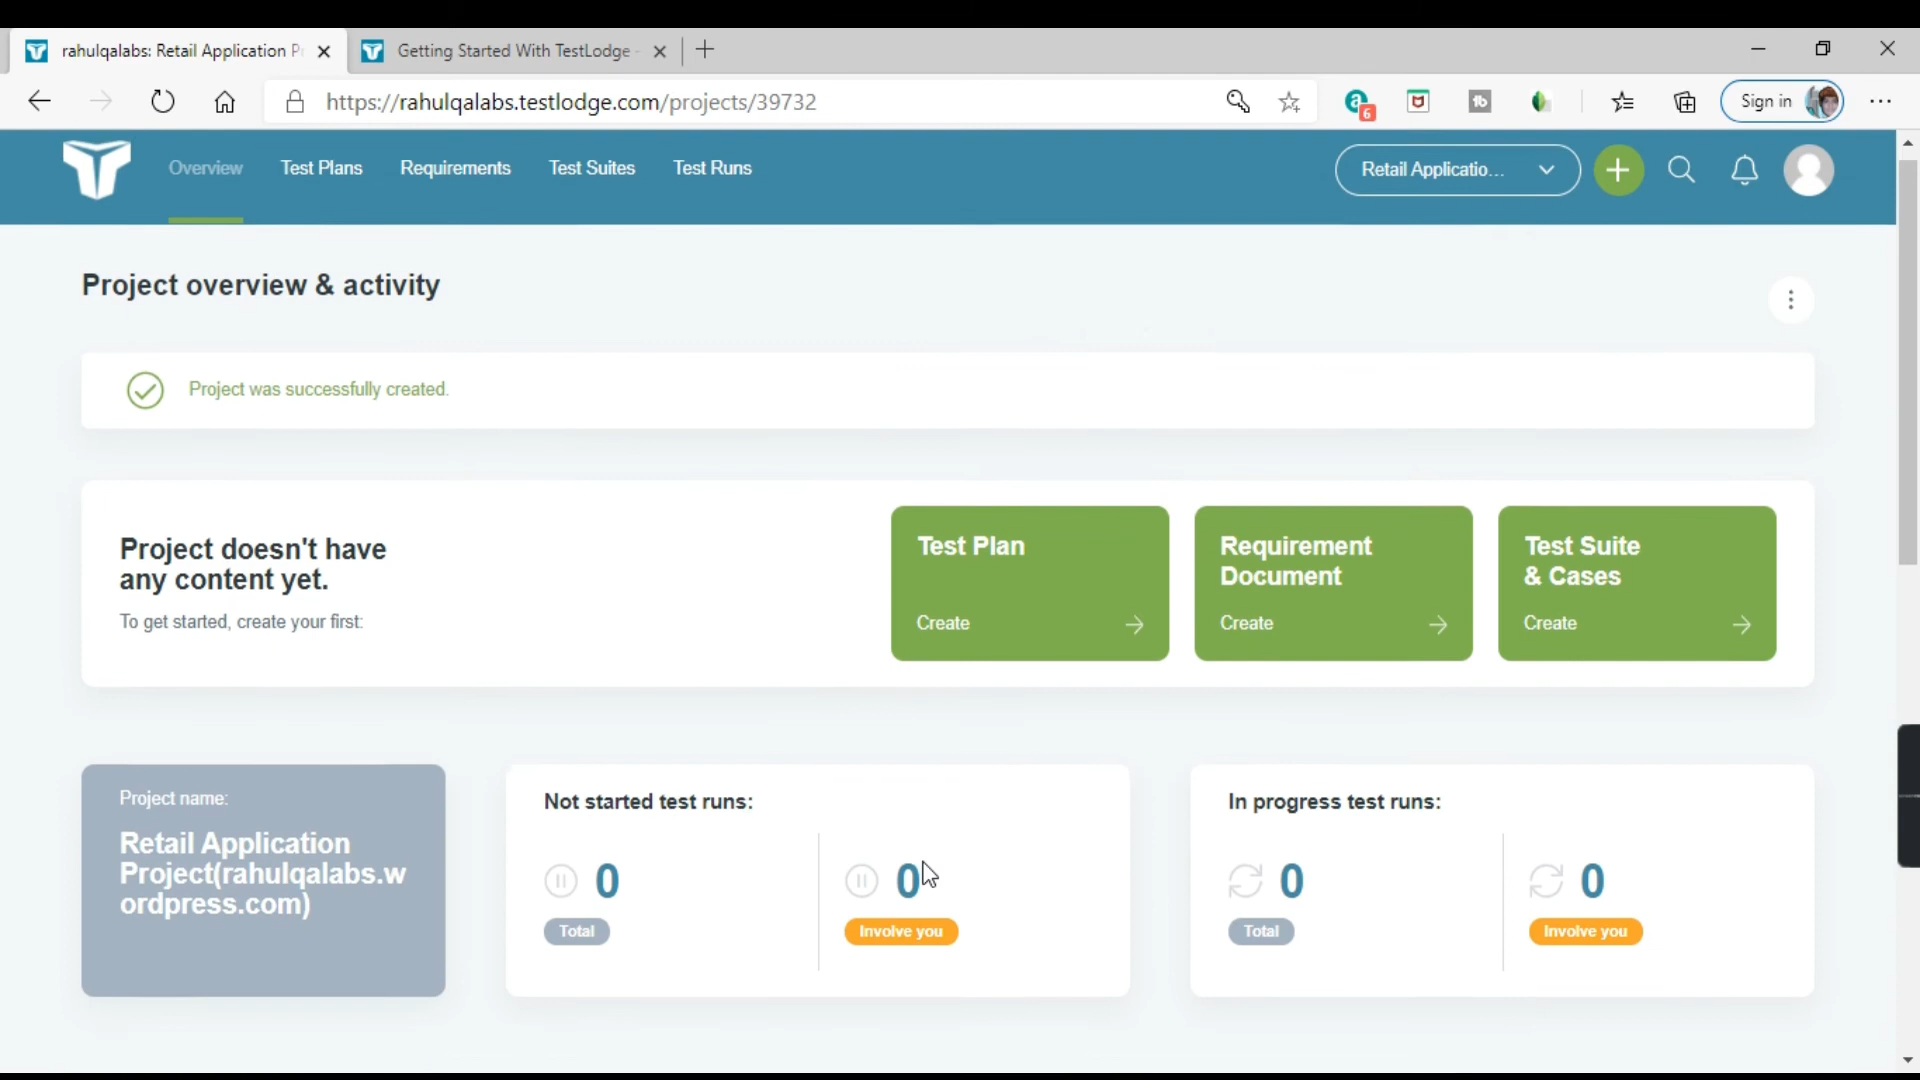 rahulqalabs: Retail Application P
Getting Started With TestLodge -
https://rahulqalabs.testlodge.com/projects/39732
6
Sign in
Overview
Test Plans
Requirements
Test Suites
Test Runs
Retail Applicatio...
Project overview & activity
Project was successfully created.
Project doesn't have
any content yet.
To get started, create your first:
Test Plan
Create
Requirement
Document
Create
Test Suite
& Cases
Create
Project name:
Retail Application
Project(rahulqalabs.w
ordpress.com)
Not started test runs:
0
Total
0
Involve you
In progress test runs:
0
Total
0
Involve you